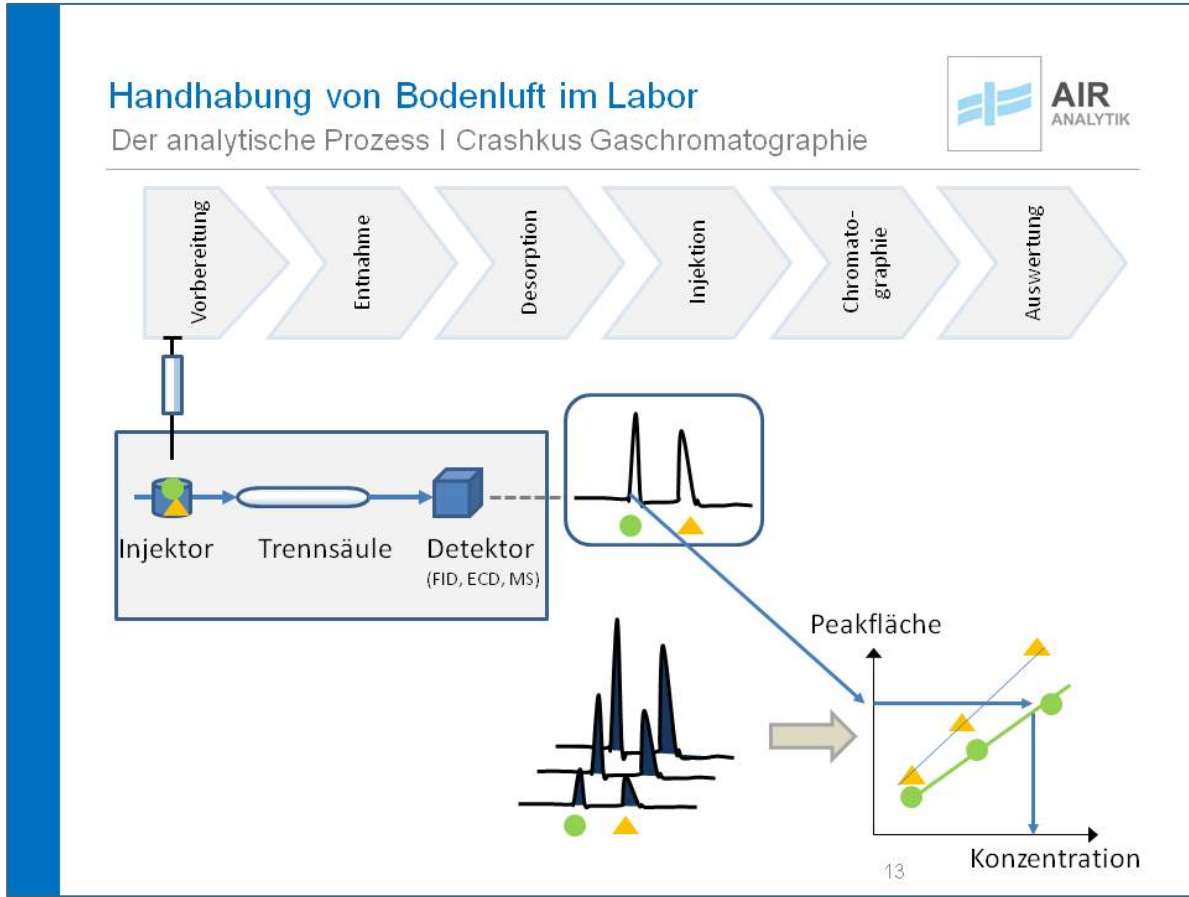 Handhabung von Bodenluft im Labor
Der analytische Prozess I Crashkus Gaschromatographie
AIR
ANALYTIK
Vorbereitung
Entnahme
Desorption
Injektion
Chromato-
graphie
Auswertung
Injektor
Trennsäule
Detektor
(FID, ECD, MS)
Peakfläche
Konzentration
13